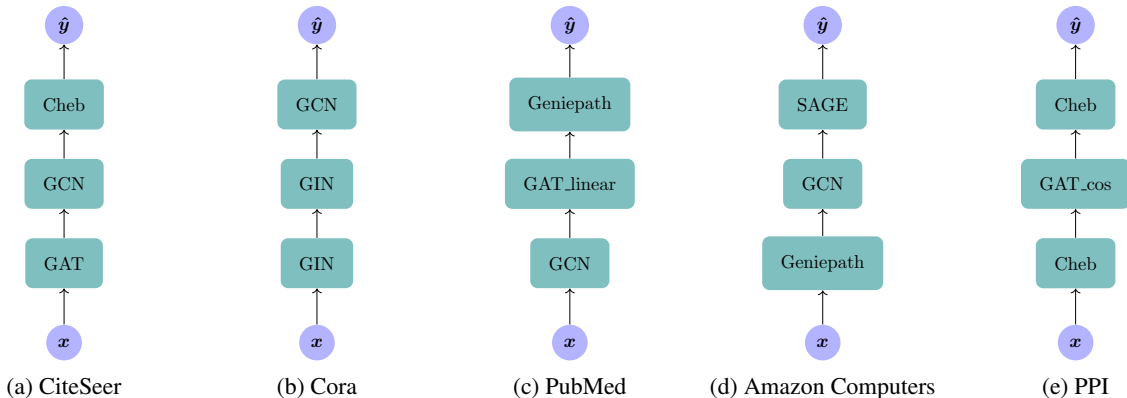 ŷ ŷ ŷ ŷ ŷ
Cheb GCN Geniepath SAGE Cheb
GCN GIN GAT_linear GCN GAT_cos
GAT GIN GCN Geniepath Cheb
x x x x x
(a) CiteSeer (b) Cora (c) PubMed (d) Amazon Computers (e) PPI